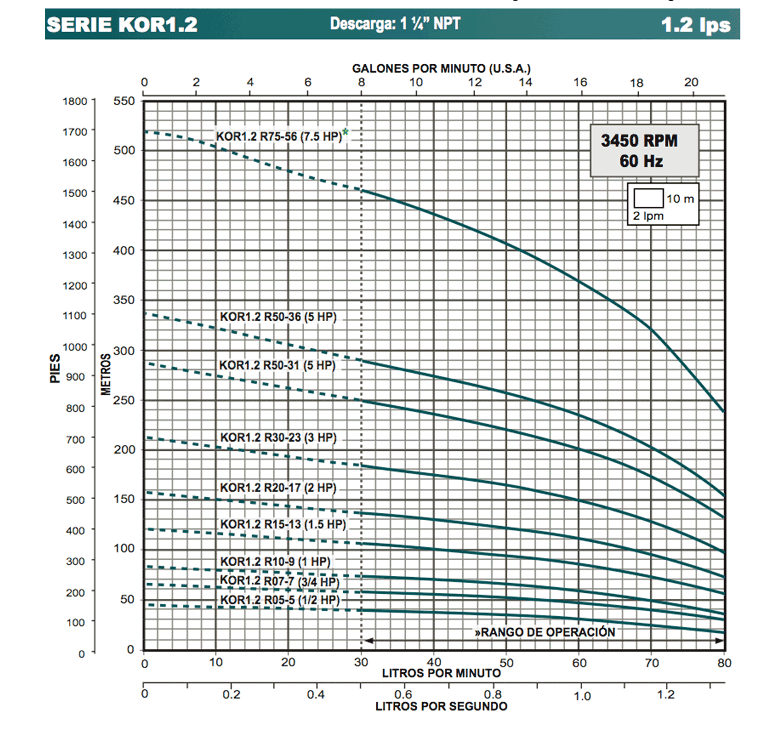 SERIE KOR1.2
Descarga: 1 ¼” NPT
1.2 lps
GALONES POR MINUTO (U.S.A.)
0 2 4 6 8 10 12 14 16 18 20
PIES
1800
1700
1600
1500
1400
1300
1200
1100
1000
900
800
700
600
500
400
300
200
100
0
METROS
550
500
450
400
350
300
250
200
150
100
50
0
3450 RPM
60 Hz
10 m
2 lpm
KOR1.2 R75-56 (7.5 HP)*
KOR1.2 R50-36 (5 HP)
KOR1.2 R50-31 (5 HP)
KOR1.2 R30-23 (3 HP)
KOR1.2 R20-17 (2 HP)
KOR1.2 R15-13 (1.5 HP)
KOR1.2 R10-9 (1 HP)
KOR1.2 R07-7 (3/4 HP)
KOR1.2 R05-5 (1/2 HP)
»RANGO DE OPERACIÓN
0 10 20 30 40 50 60 70 80
LITROS POR MINUTO
0 0.2 0.4 0.6 0.8 1.0 1.2
LITROS POR SEGUNDO